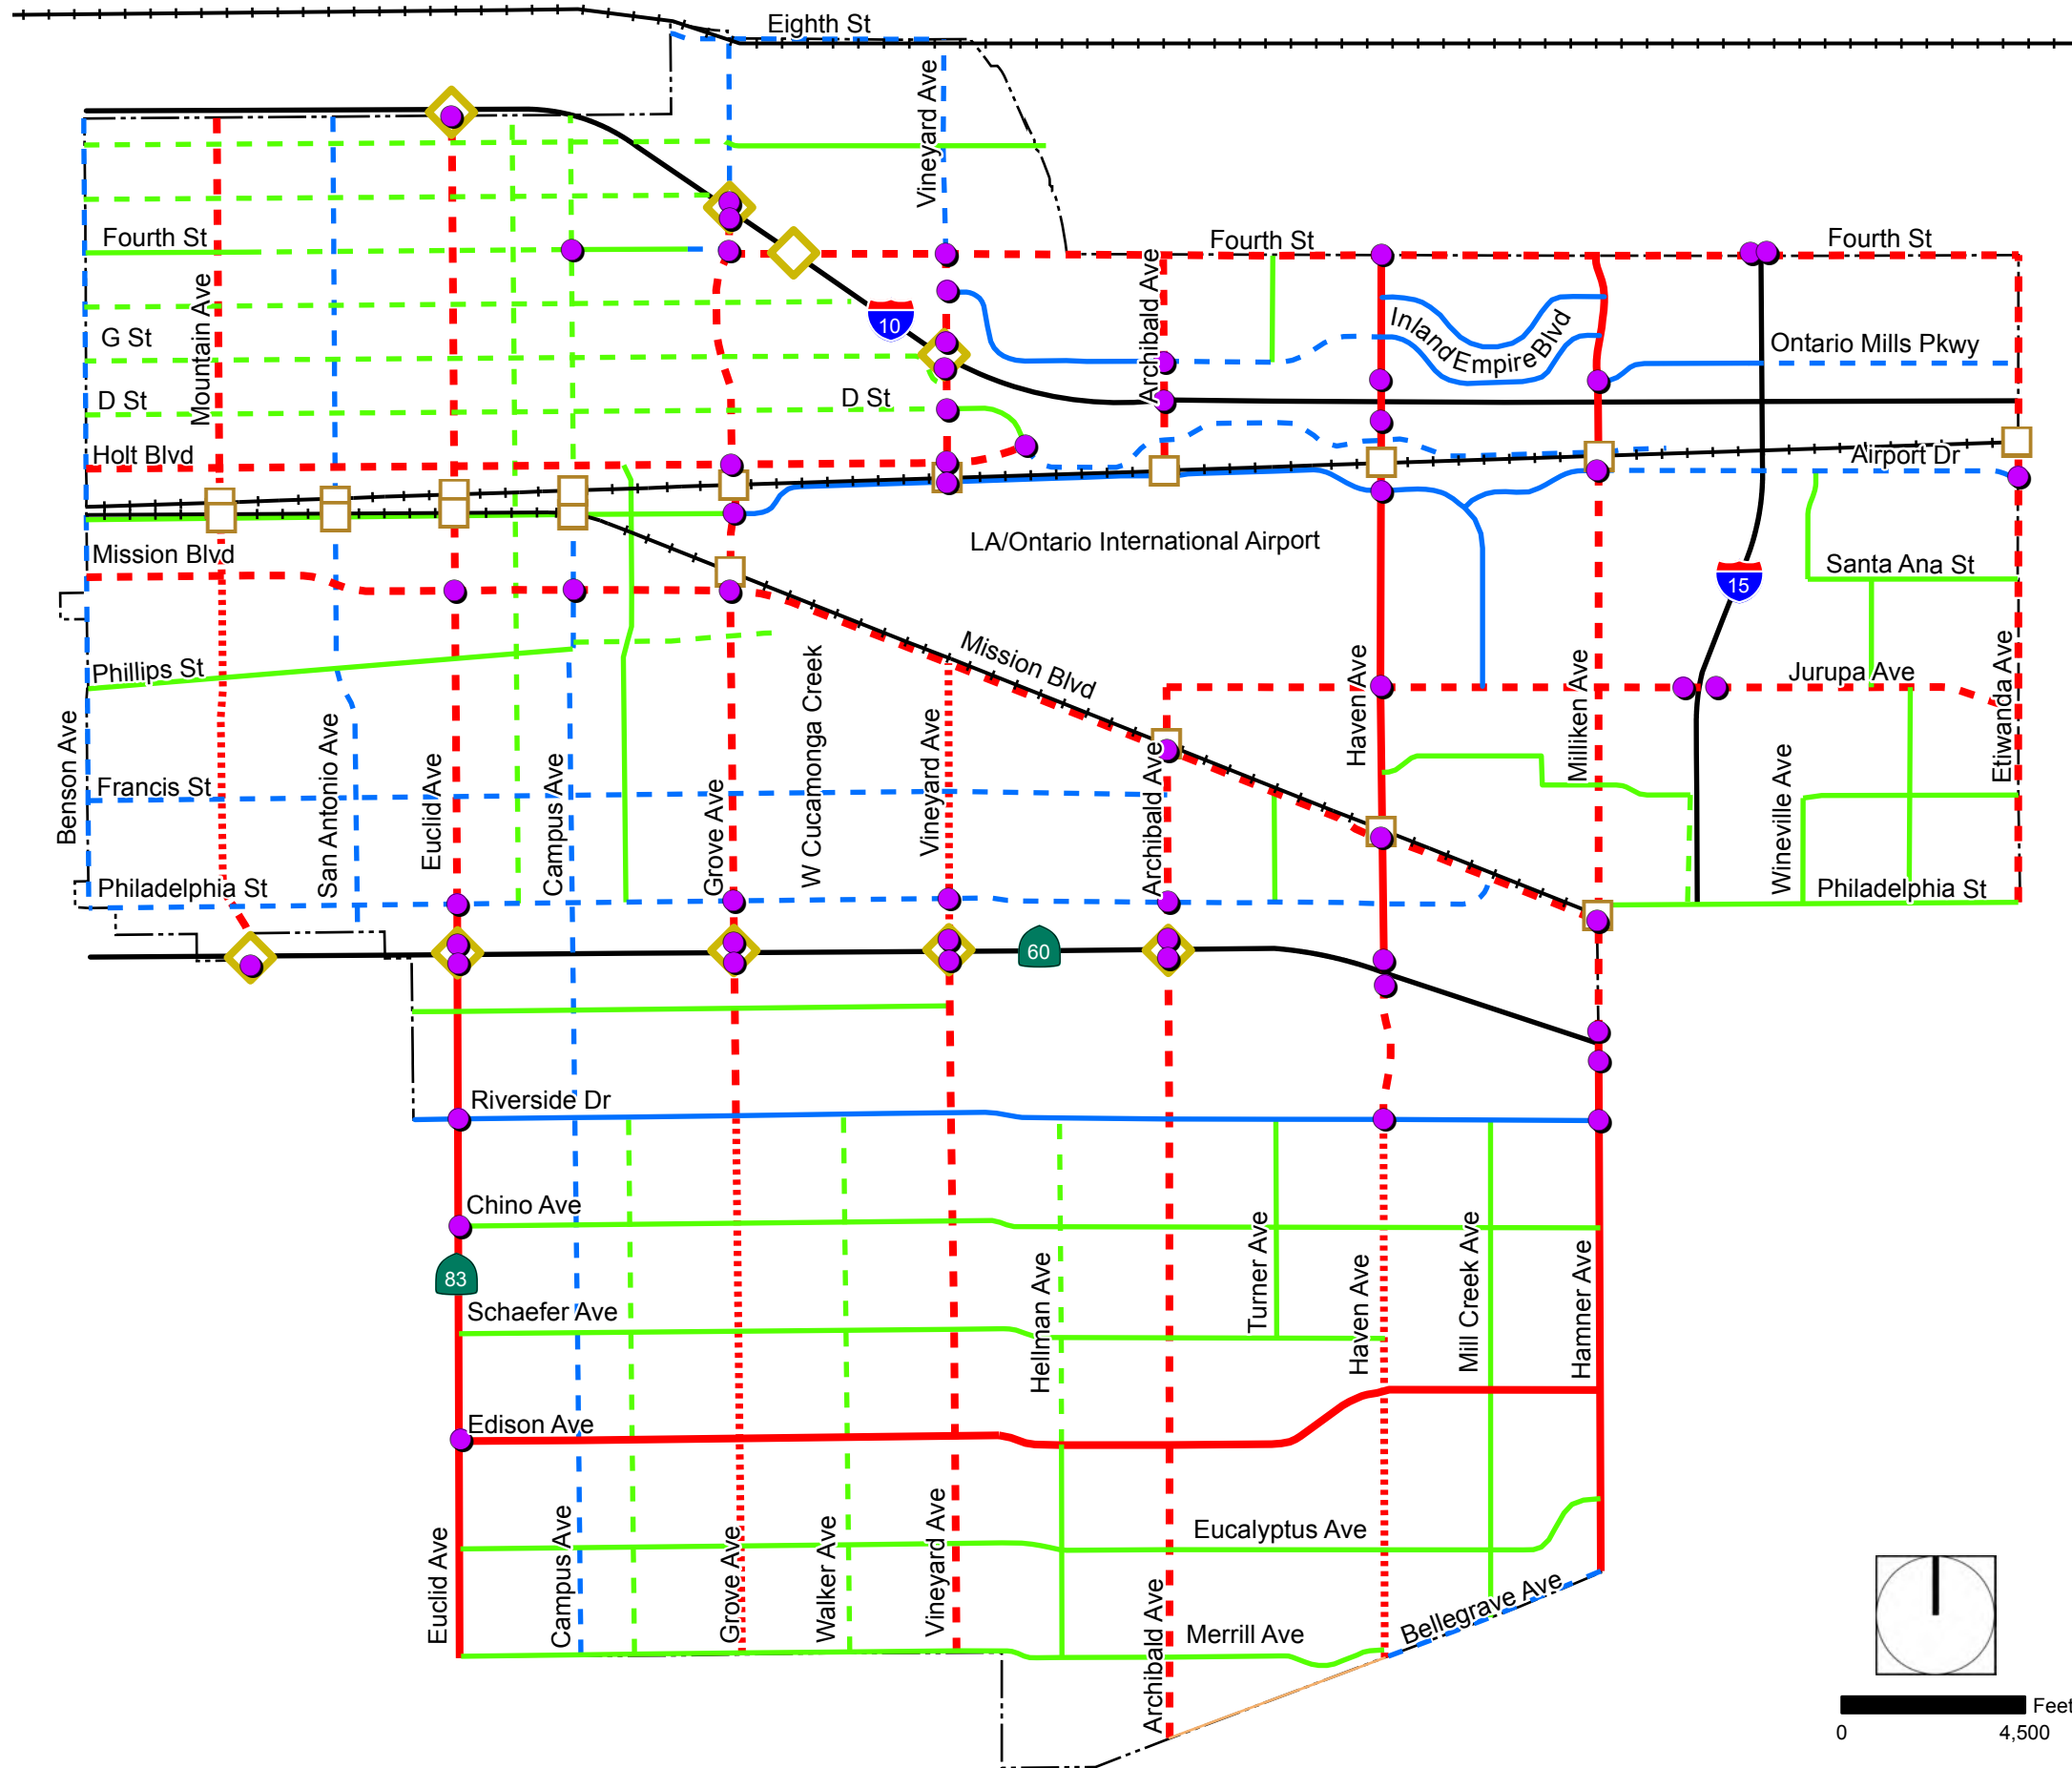 Eighth St
Vineyard Ave
Fourth St
Fourth St
Fourth St
Mountain Ave
Archibald Ave
10
Inland Empire Blvd
G St
Ontario Mills Pkwy
D St
D St
Holt Blvd
Airport Dr
Mission Blvd
LA/Ontario International Airport
Santa Ana St
15
Phillips St
Mission Blvd
Jurupa Ave
Benson Ave
San Antonio Ave
Euclid Ave
Campus Ave
Grove Ave
W Cucamonga Creek
Vineyard Ave
Archibald Ave
Haven Ave
Milliken Ave
Wineville Ave
Etiwanda Ave
Francis St
Philadelphia St
Philadelphia St
60
Riverside Dr
Chino Ave
83
Schaefer Ave
Hellman Ave
Turner Ave
Haven Ave
Mill Creek Ave
Hamner Ave
Edison Ave
Eucalyptus Ave
Euclid Ave
Campus Ave
Grove Ave
Walker Ave
Vineyard Ave
Archibald Ave
Merrill Ave
Bellegrave Ave
Feet
0 4,500